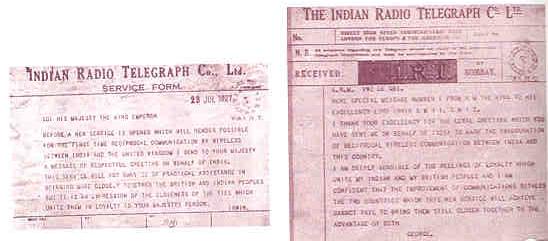 INDIAN RADIO TELEGRAPH CO., LTD.
SERVICE FORM.
23 JUL 1927
HIS MAJESTY THE KING EMPEROR
BEFORE A NEW SERVICE IS OPENED WHICH WILL RENDER POSSIBLE
FOR THE FIRST TIME RECIPROCAL COMMUNICATION BY WIRELESS
BETWEEN INDIA AND THE UNITED KINGDOM I SEND TO YOUR MAJESTY
A MESSAGE OF RESPECTFUL GREETING ON BEHALF OF INDIA.
THIS SERVICE WILL NOT ONLY BE OF PRACTICAL ASSISTANCE IN
BRINGING MORE CLOSELY TOGETHER THE BRITISH AND INDIAN PEOPLES
BUT IT IS AN EXPRESSION OF THE CLOSENESS OF THE TIES WHICH
UNITE THEM IN LOYALTY TO YOUR MAJESTY'S PERSON.
IRWIN.
THE INDIAN RADIO TELEGRAPH CO. LTD.
No.
N.B.
RECEIVED
I.R.T.
BOMBAY.
HERE SPECIAL MESSAGE NUMBER 1 FROM H M THE KING TO HIS
EXCELLENCY LORD IRWIN
I THANK YOUR EXCELLENCY FOR THE LOYAL GREETING WHICH YOU
HAVE SENT ME ON BEHALF OF INDIA TO MARK THE INAUGURATION
OF RECIPROCAL WIRELESS COMMUNICATION BETWEEN INDIA AND
THIS COUNTRY.
I AM DEEPLY SENSIBLE OF THE FEELINGS OF LOYALTY WHICH
UNITE MY INDIAN AND MY BRITISH PEOPLES AND I AM
CONFIDENT THAT THE IMPROVEMENT OF COMMUNICATIONS BETWEEN
THE TWO COUNTRIES WHICH THIS NEW SERVICE WILL ACHIEVE
CANNOT FAIL TO BRING THEM STILL CLOSER TOGETHER TO THE
ADVANTAGE OF BOTH
GEORGE.